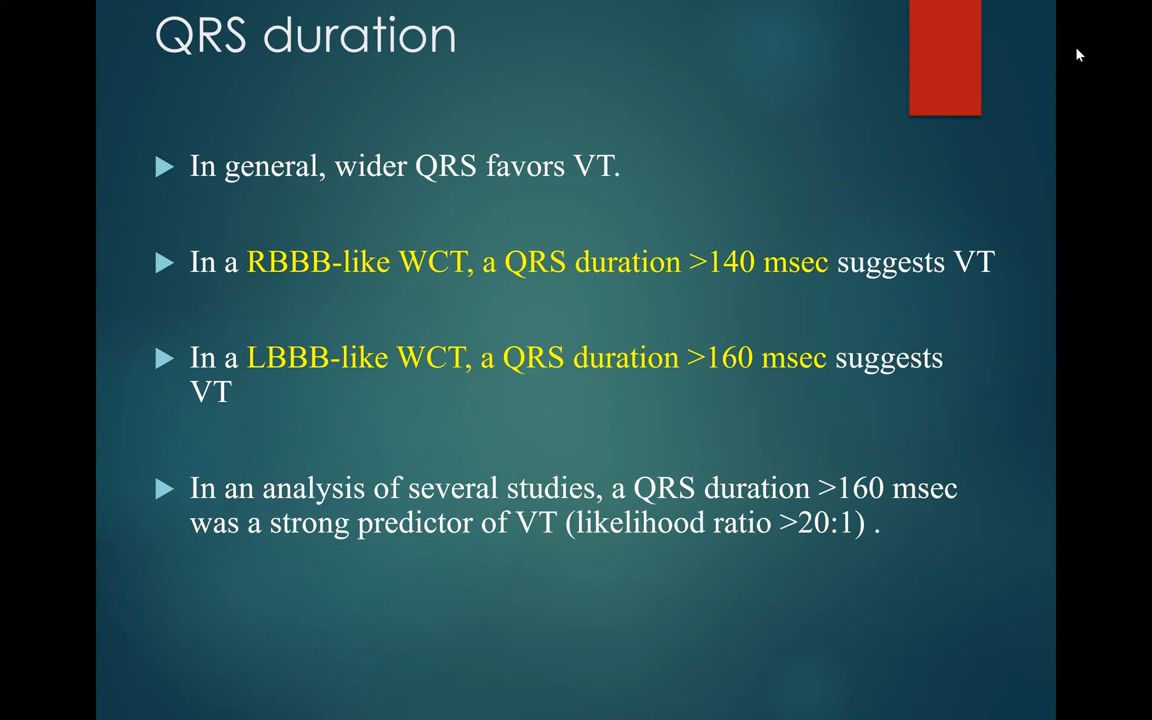 QRS duration
In general, wider QRS favors VT.
In a RBBB-like WCT, a QRS duration >140 msec suggests VT
In a LBBB-like WCT, a QRS duration >160 msec suggests
VT
In an analysis of several studies, a QRS duration >160 msec
was a strong predictor of VT (likelihood ratio >20:1) .